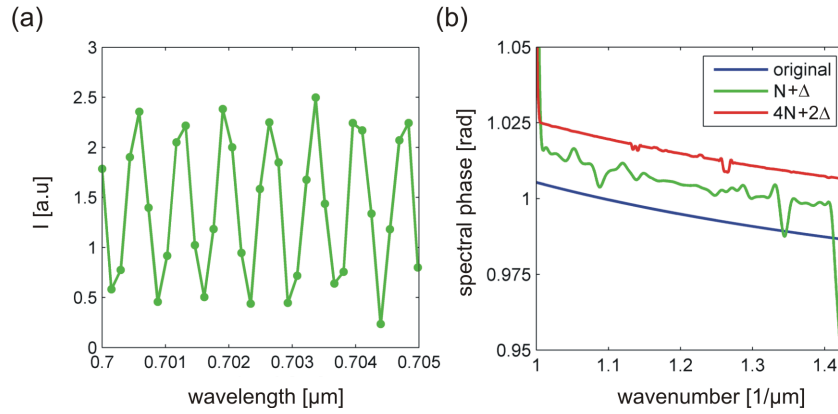 (a)
3
2.5
2
1.5
1
0.5
0
I [a.u]
0.7
0.701
0.702
0.703
0.704
0.705
wavelength [μm]
(b)
1.05
1.025
1
0.975
0.95
spectral phase [rad]
original
N+Δ
4N+2Δ
1
1.1
1.2
1.3
1.4
wavenumber [1/μm]